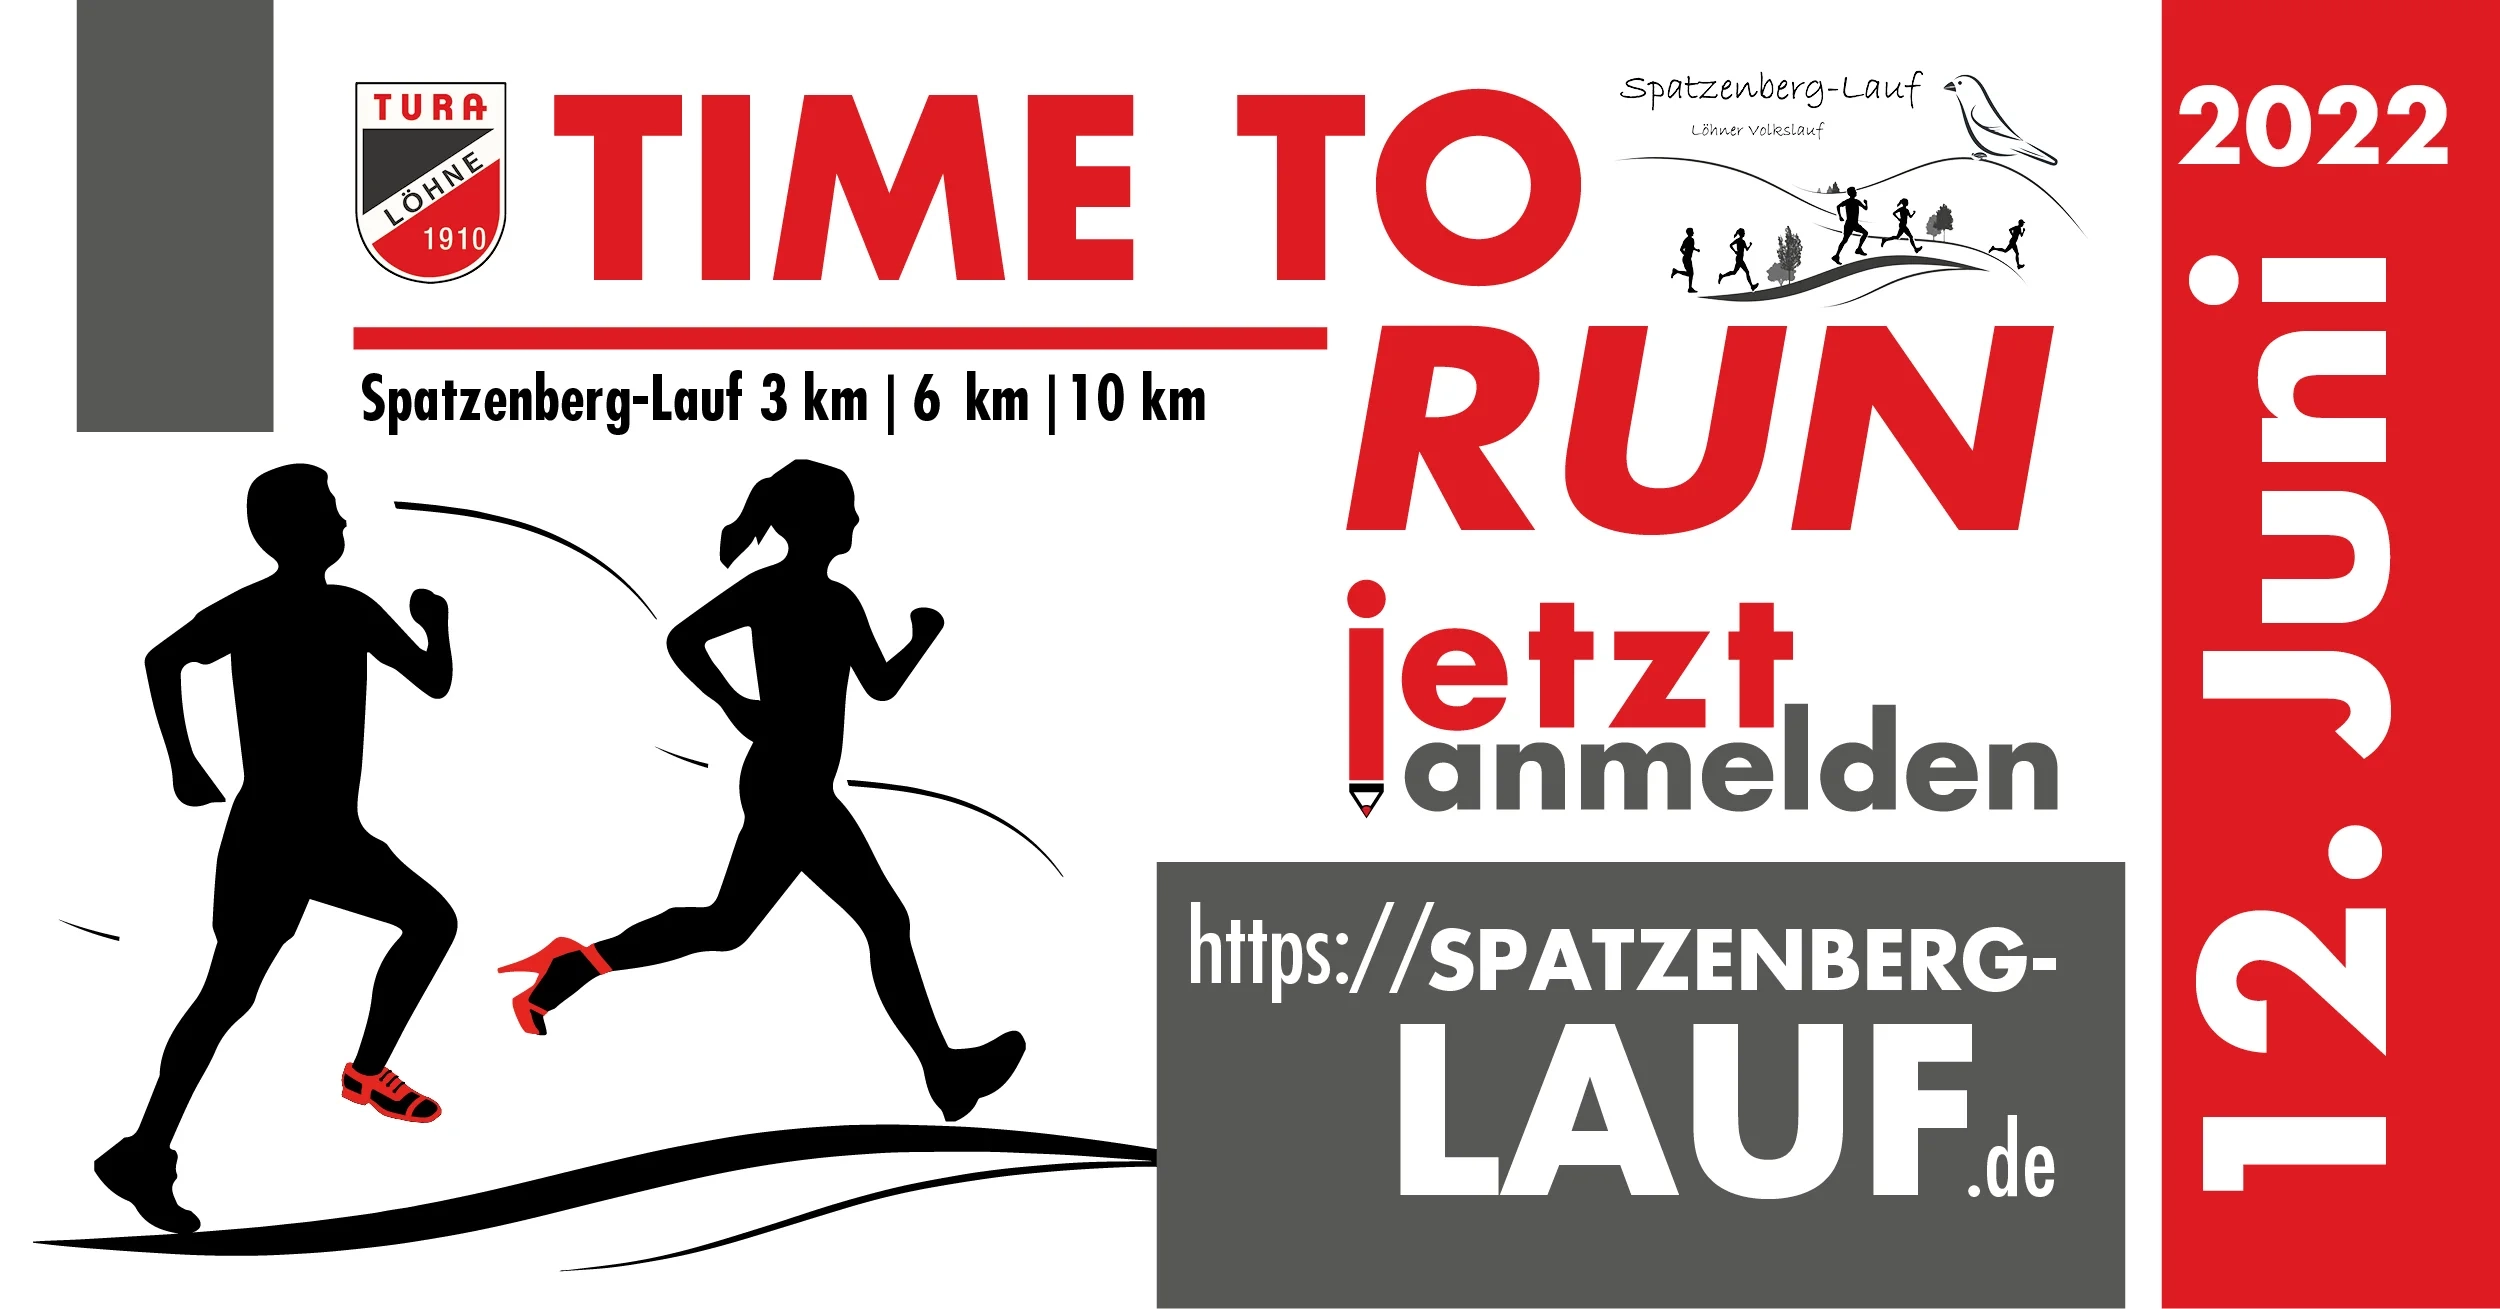 TURA
LÖHNE
1910
TIME TO
RUN
Spatzenberg-Lauf
Löhner Volkslauf
Spatzenberg-Lauf 3 km | 6 km | 10 km
jetzt
anmelden
https://SPATZENBERG-
LAUF.de
2022
12. Juni